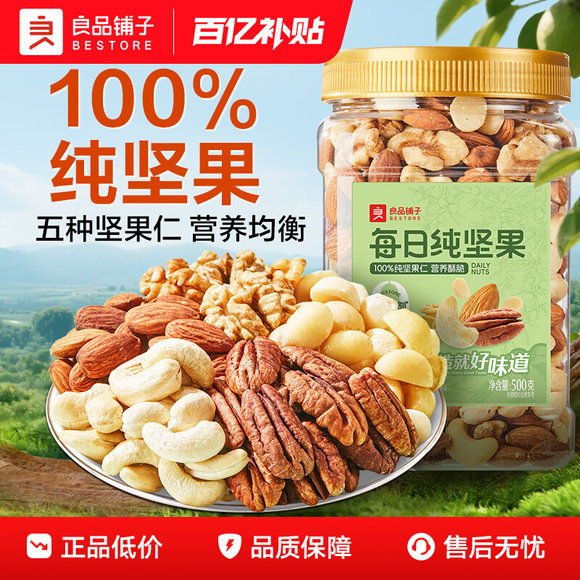 良品铺子
BESTORE
百亿补贴
100%
纯坚果
五种坚果仁 营养均衡
良品铺子
BESTORE
每日纯坚果
DAILY
NUTS
100%纯坚果仁 营养酥脆
BESTORE
造就好味道
净含量:500克
正品低价
品质保障
售后无忧